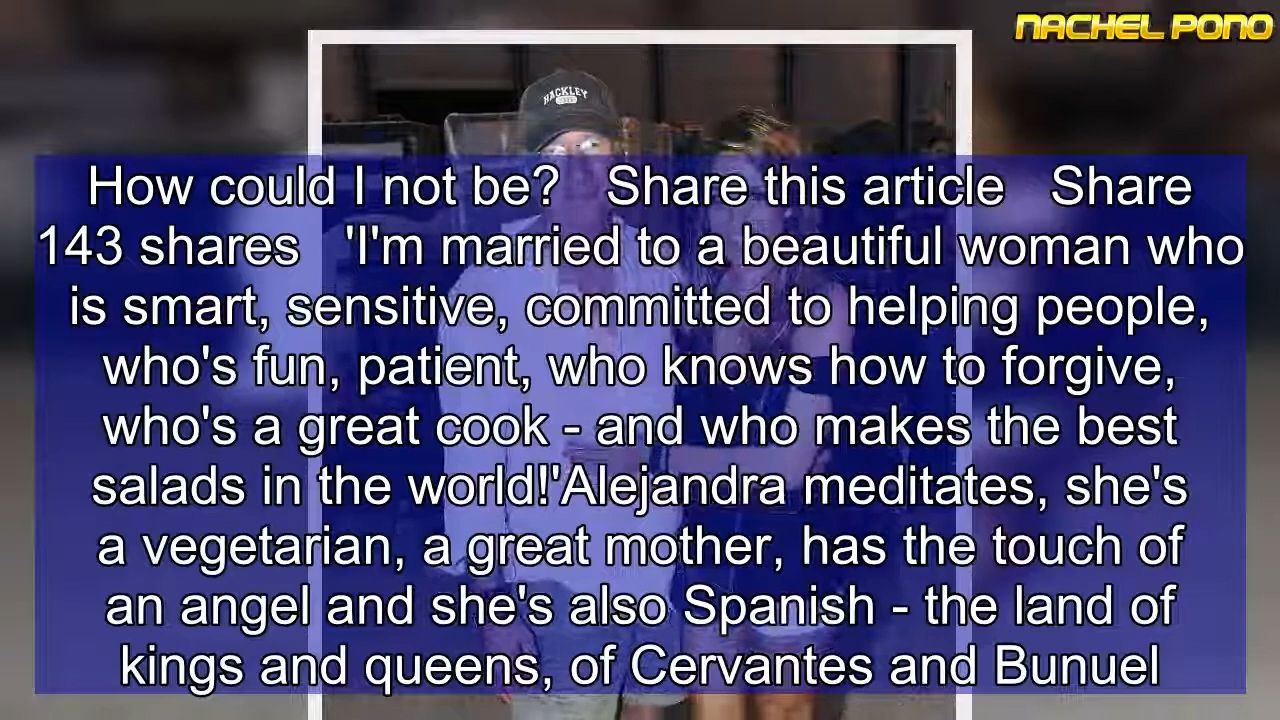 NACHEL PONO
HACKLEY
How could I not be?   Share this article   Share
143 shares   'I'm married to a beautiful woman who
is smart, sensitive, committed to helping people,
who's fun, patient, who knows how to forgive,
who's a great cook - and who makes the best
salads in the world!'Alejandra meditates, she's
a vegetarian, a great mother, has the touch of
an angel and she's also Spanish - the land of
kings and queens, of Cervantes and Bunuel